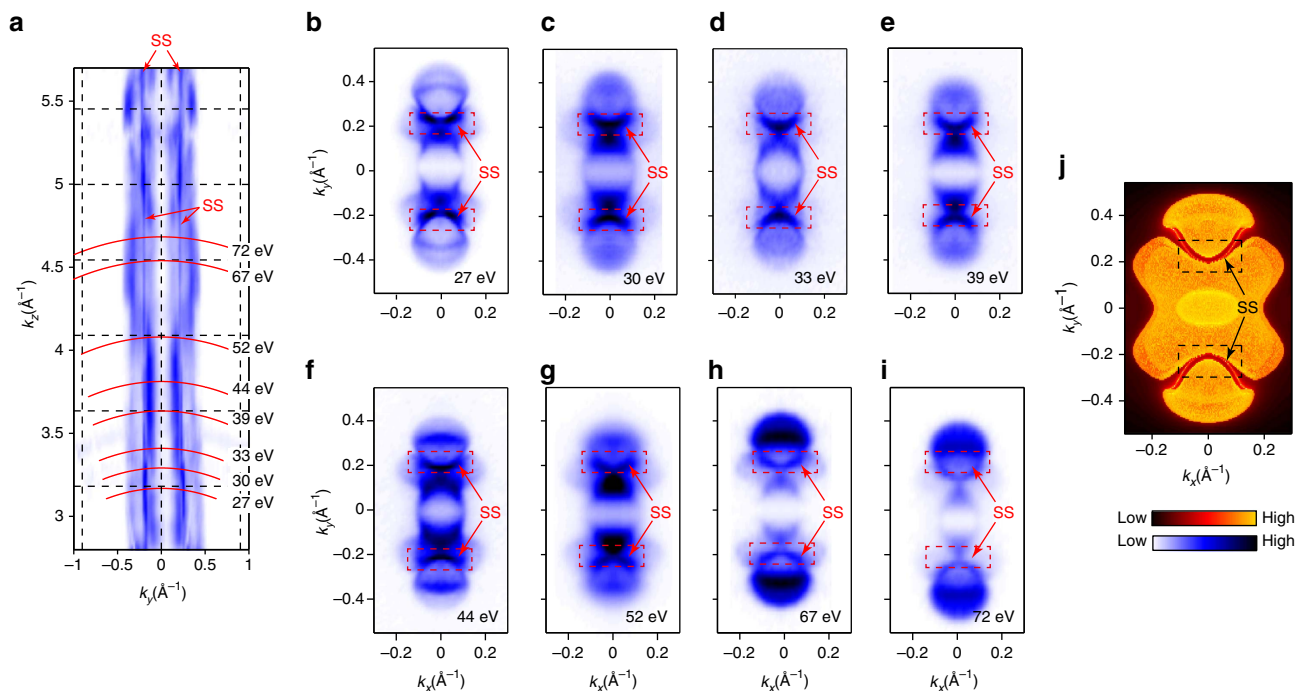 a
SS
5.5
5
4.5
4
3.5
3
k_z(Å⁻¹)
SS
72 eV
67 eV
52 eV
44 eV
39 eV
33 eV
30 eV
27 eV
−1 −0.5 0 0.5 1
k_y(Å⁻¹)
b
0.4
0.2
0
−0.2
−0.4
k_y(Å⁻¹)
SS
27 eV
−0.2 0 0.2
c
SS
30 eV
−0.2 0 0.2
d
SS
33 eV
−0.2 0 0.2
e
SS
39 eV
−0.2 0 0.2
f
0.4
0.2
0
−0.2
−0.4
k_y(Å⁻¹)
SS
44 eV
−0.2 0 0.2
k_x(Å⁻¹)
g
SS
52 eV
−0.2 0 0.2
k_x(Å⁻¹)
h
SS
67 eV
−0.2 0 0.2
k_x(Å⁻¹)
i
SS
72 eV
−0.2 0 0.2
k_x(Å⁻¹)
j
0.4
0.2
0
−0.2
−0.4
k_y(Å⁻¹)
SS
−0.2 0 0.2
k_x(Å⁻¹)
Low High
Low High